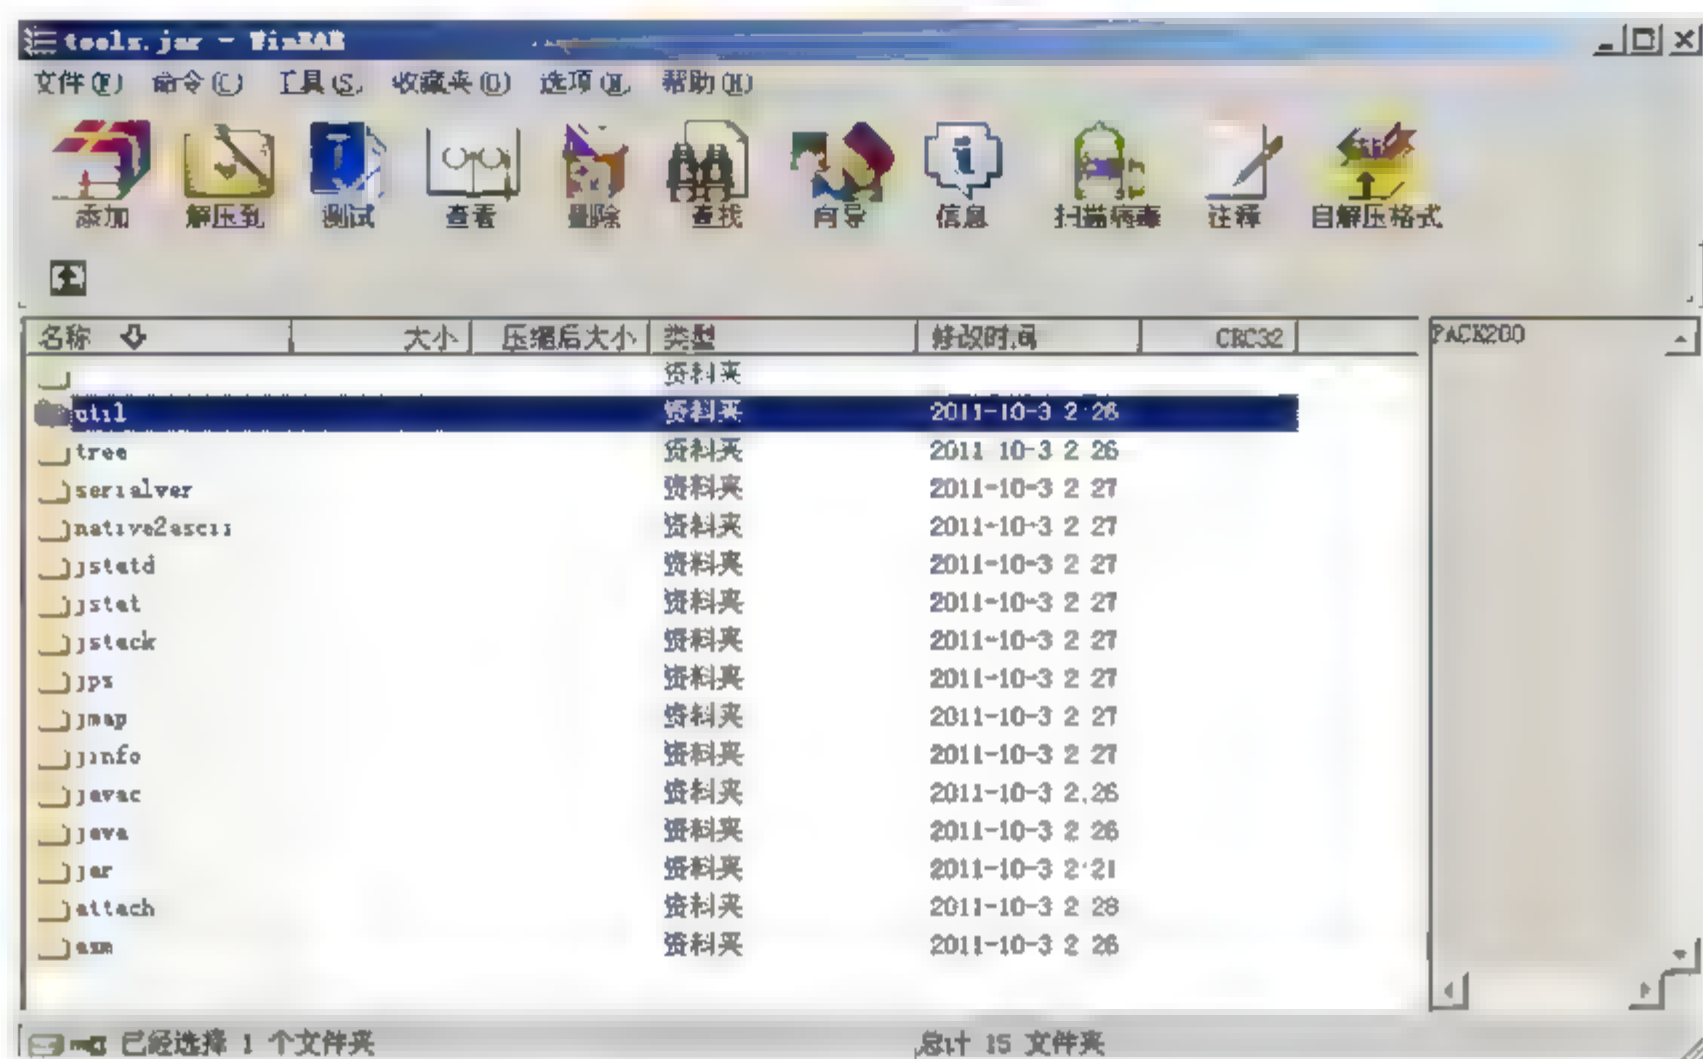 tools.jar - WinRAR
文件(F) 命令(C) 工具(S) 收藏夹(O) 选项(N) 帮助(H)
添加 解压到 测试 查看 删除 查找 向导 信息 扫描病毒 注释 自解压格式
名称 大小 压缩后大小 类型 修改时间 CRC32 PACK200
资料夹
util 资料夹 2011-10-3 2:26
tree 资料夹 2011-10-3 2:26
serialver 资料夹 2011-10-3 2:27
native2ascii 资料夹 2011-10-3 2:27
jstatd 资料夹 2011-10-3 2:27
jstat 资料夹 2011-10-3 2:27
jstack 资料夹 2011-10-3 2:27
jps 资料夹 2011-10-3 2:27
jmap 资料夹 2011-10-3 2:27
jinfo 资料夹 2011-10-3 2:27
javac 资料夹 2011-10-3 2:26
java 资料夹 2011-10-3 2:26
jar 资料夹 2011-10-3 2:21
attach 资料夹 2011-10-3 2:28
asm 资料夹 2011-10-3 2:26
已经选择 1 个文件夹 总计 15 文件夹